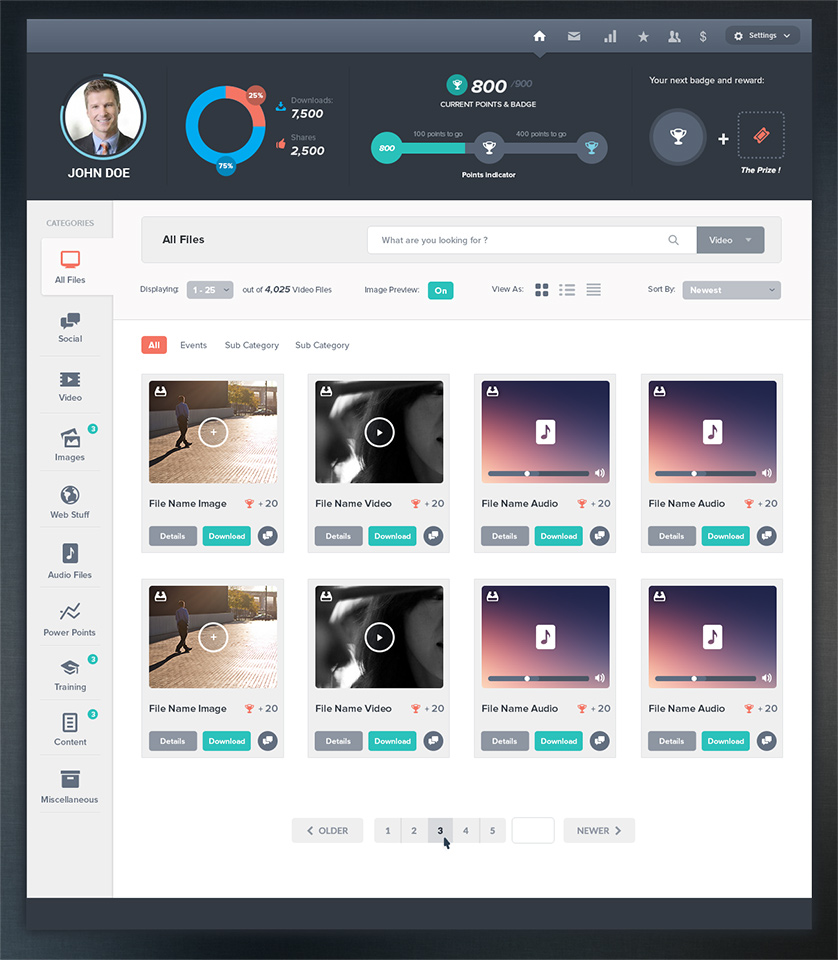 $ Settings
JOHN DOE
25%
75%
Downloads:
7,500
Shares
2,500
800 /900
CURRENT POINTS & BADGE
100 points to go 400 points to go
800
Points Indicator
Your next badge and reward:
+
The Prize !
CATEGORIES
All Files
Social
Video
3
Images
Web Stuff
Audio Files
Power Points
3
Training
3
Content
Miscellaneous
All Files What are you looking for ? Video
Displaying: 1 - 25 out of 4,025 Video Files Image Preview: On View As: Sort By: Newest
All Events Sub Category Sub Category
File Name Image + 20 File Name Video + 20 File Name Audio + 20 File Name Audio + 20
Details Download Details Download Details Download Details Download
File Name Image + 20 File Name Video + 20 File Name Audio + 20 File Name Audio + 20
Details Download Details Download Details Download Details Download
OLDER 1 2 3 4 5 NEWER